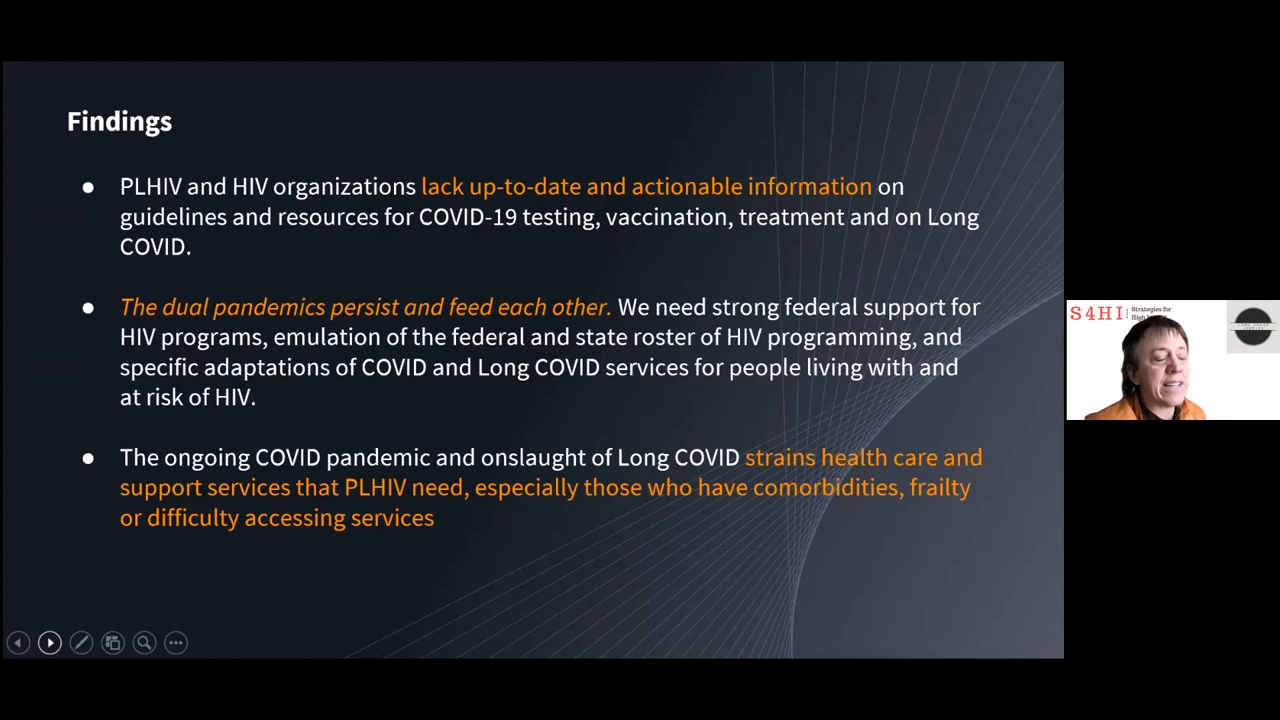 Findings
● PLHIV and HIV organizations lack up-to-date and actionable information on
guidelines and resources for COVID-19 testing, vaccination, treatment and on Long
COVID.
● The dual pandemics persist and feed each other. We need strong federal support for
HIV programs, emulation of the federal and state roster of HIV programming, and
specific adaptations of COVID and Long COVID services for people living with and
at risk of HIV.
● The ongoing COVID pandemic and onslaught of Long COVID strains health care and
support services that PLHIV need, especially those who have comorbidities, frailty
or difficulty accessing services
S4HI
Strategies for
High